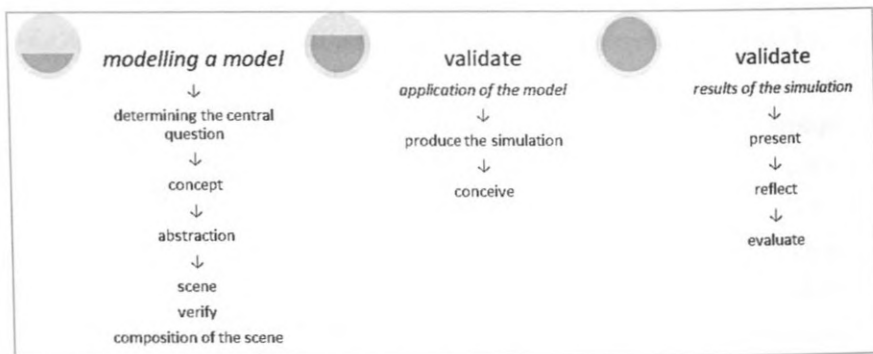 modelling a model
↓
determining the central
question
↓
concept
↓
abstraction
↓
scene
verify
composition of the scene
validate
application of the model
↓
produce the simulation
↓
conceive
validate
results of the simulation
↓
present
↓
reflect
↓
evaluate